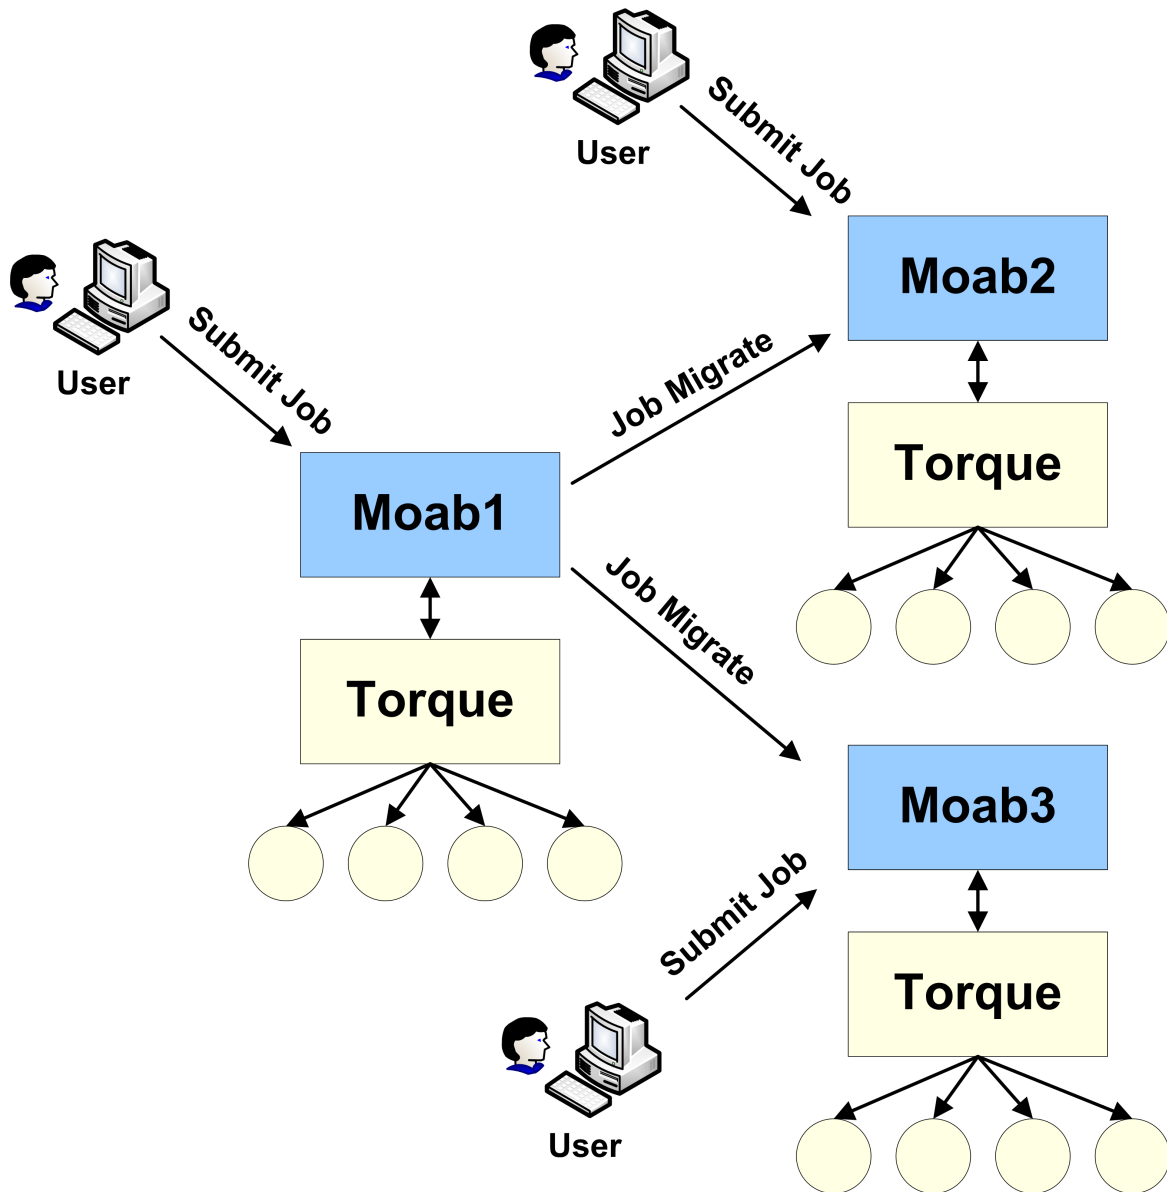 Submit Job
User
Moab2
Submit Job
User
Job Migrate
Torque
Moab1
Job Migrate
Torque
Moab3
Submit Job
Torque
User